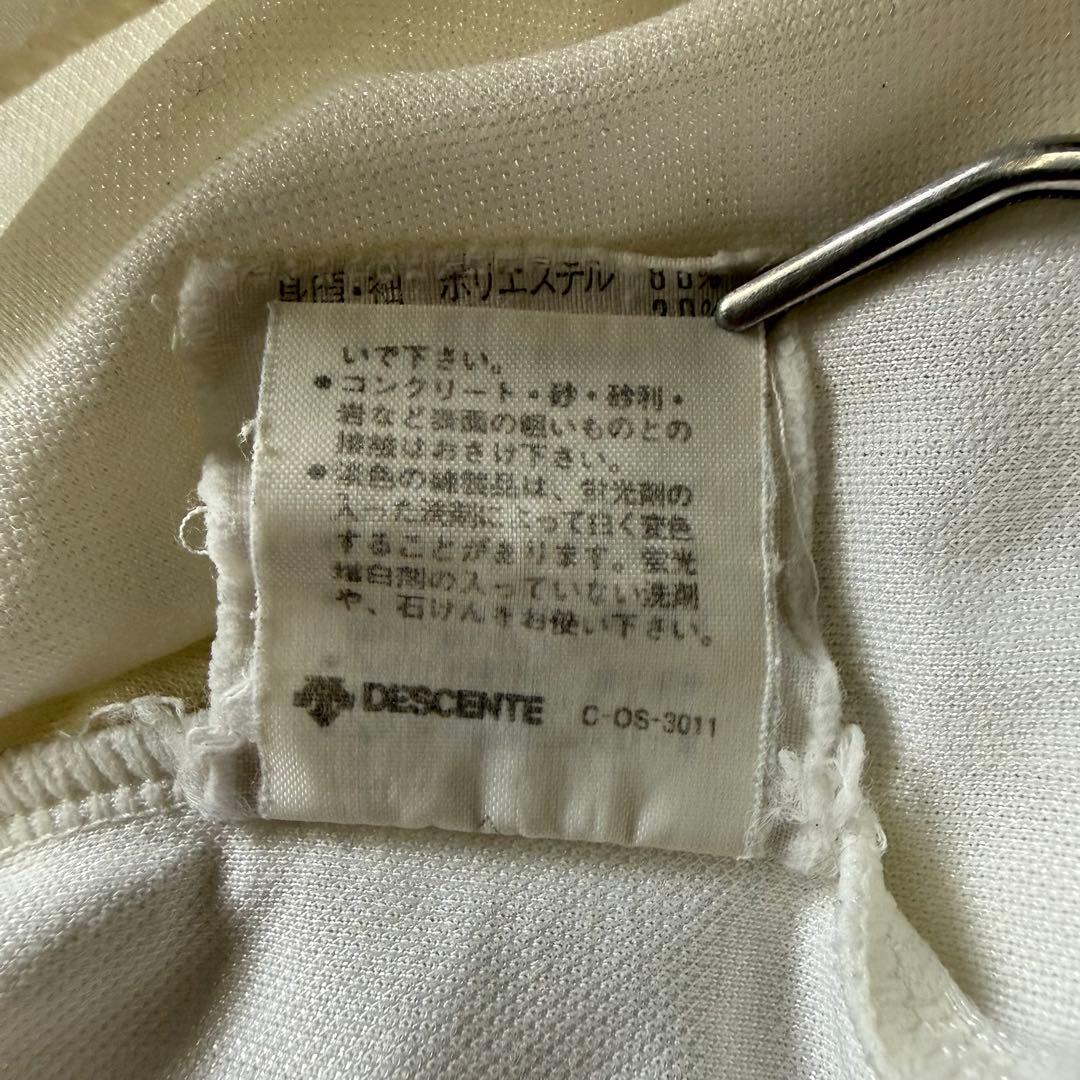 身頃・袖 ポリエステル 80%
20%
いで下さい。
●コンクリート・砂・砂利・
岩など表面の粗いものとの
接触はおさけ下さい。
●淡色の綿製品は、蛍光剤の
入った洗剤によって白く変色
することがあります。蛍光
増白剤の入っていない洗剤
や、石けんをお使い下さい。
DESCENTE C-OS-3011